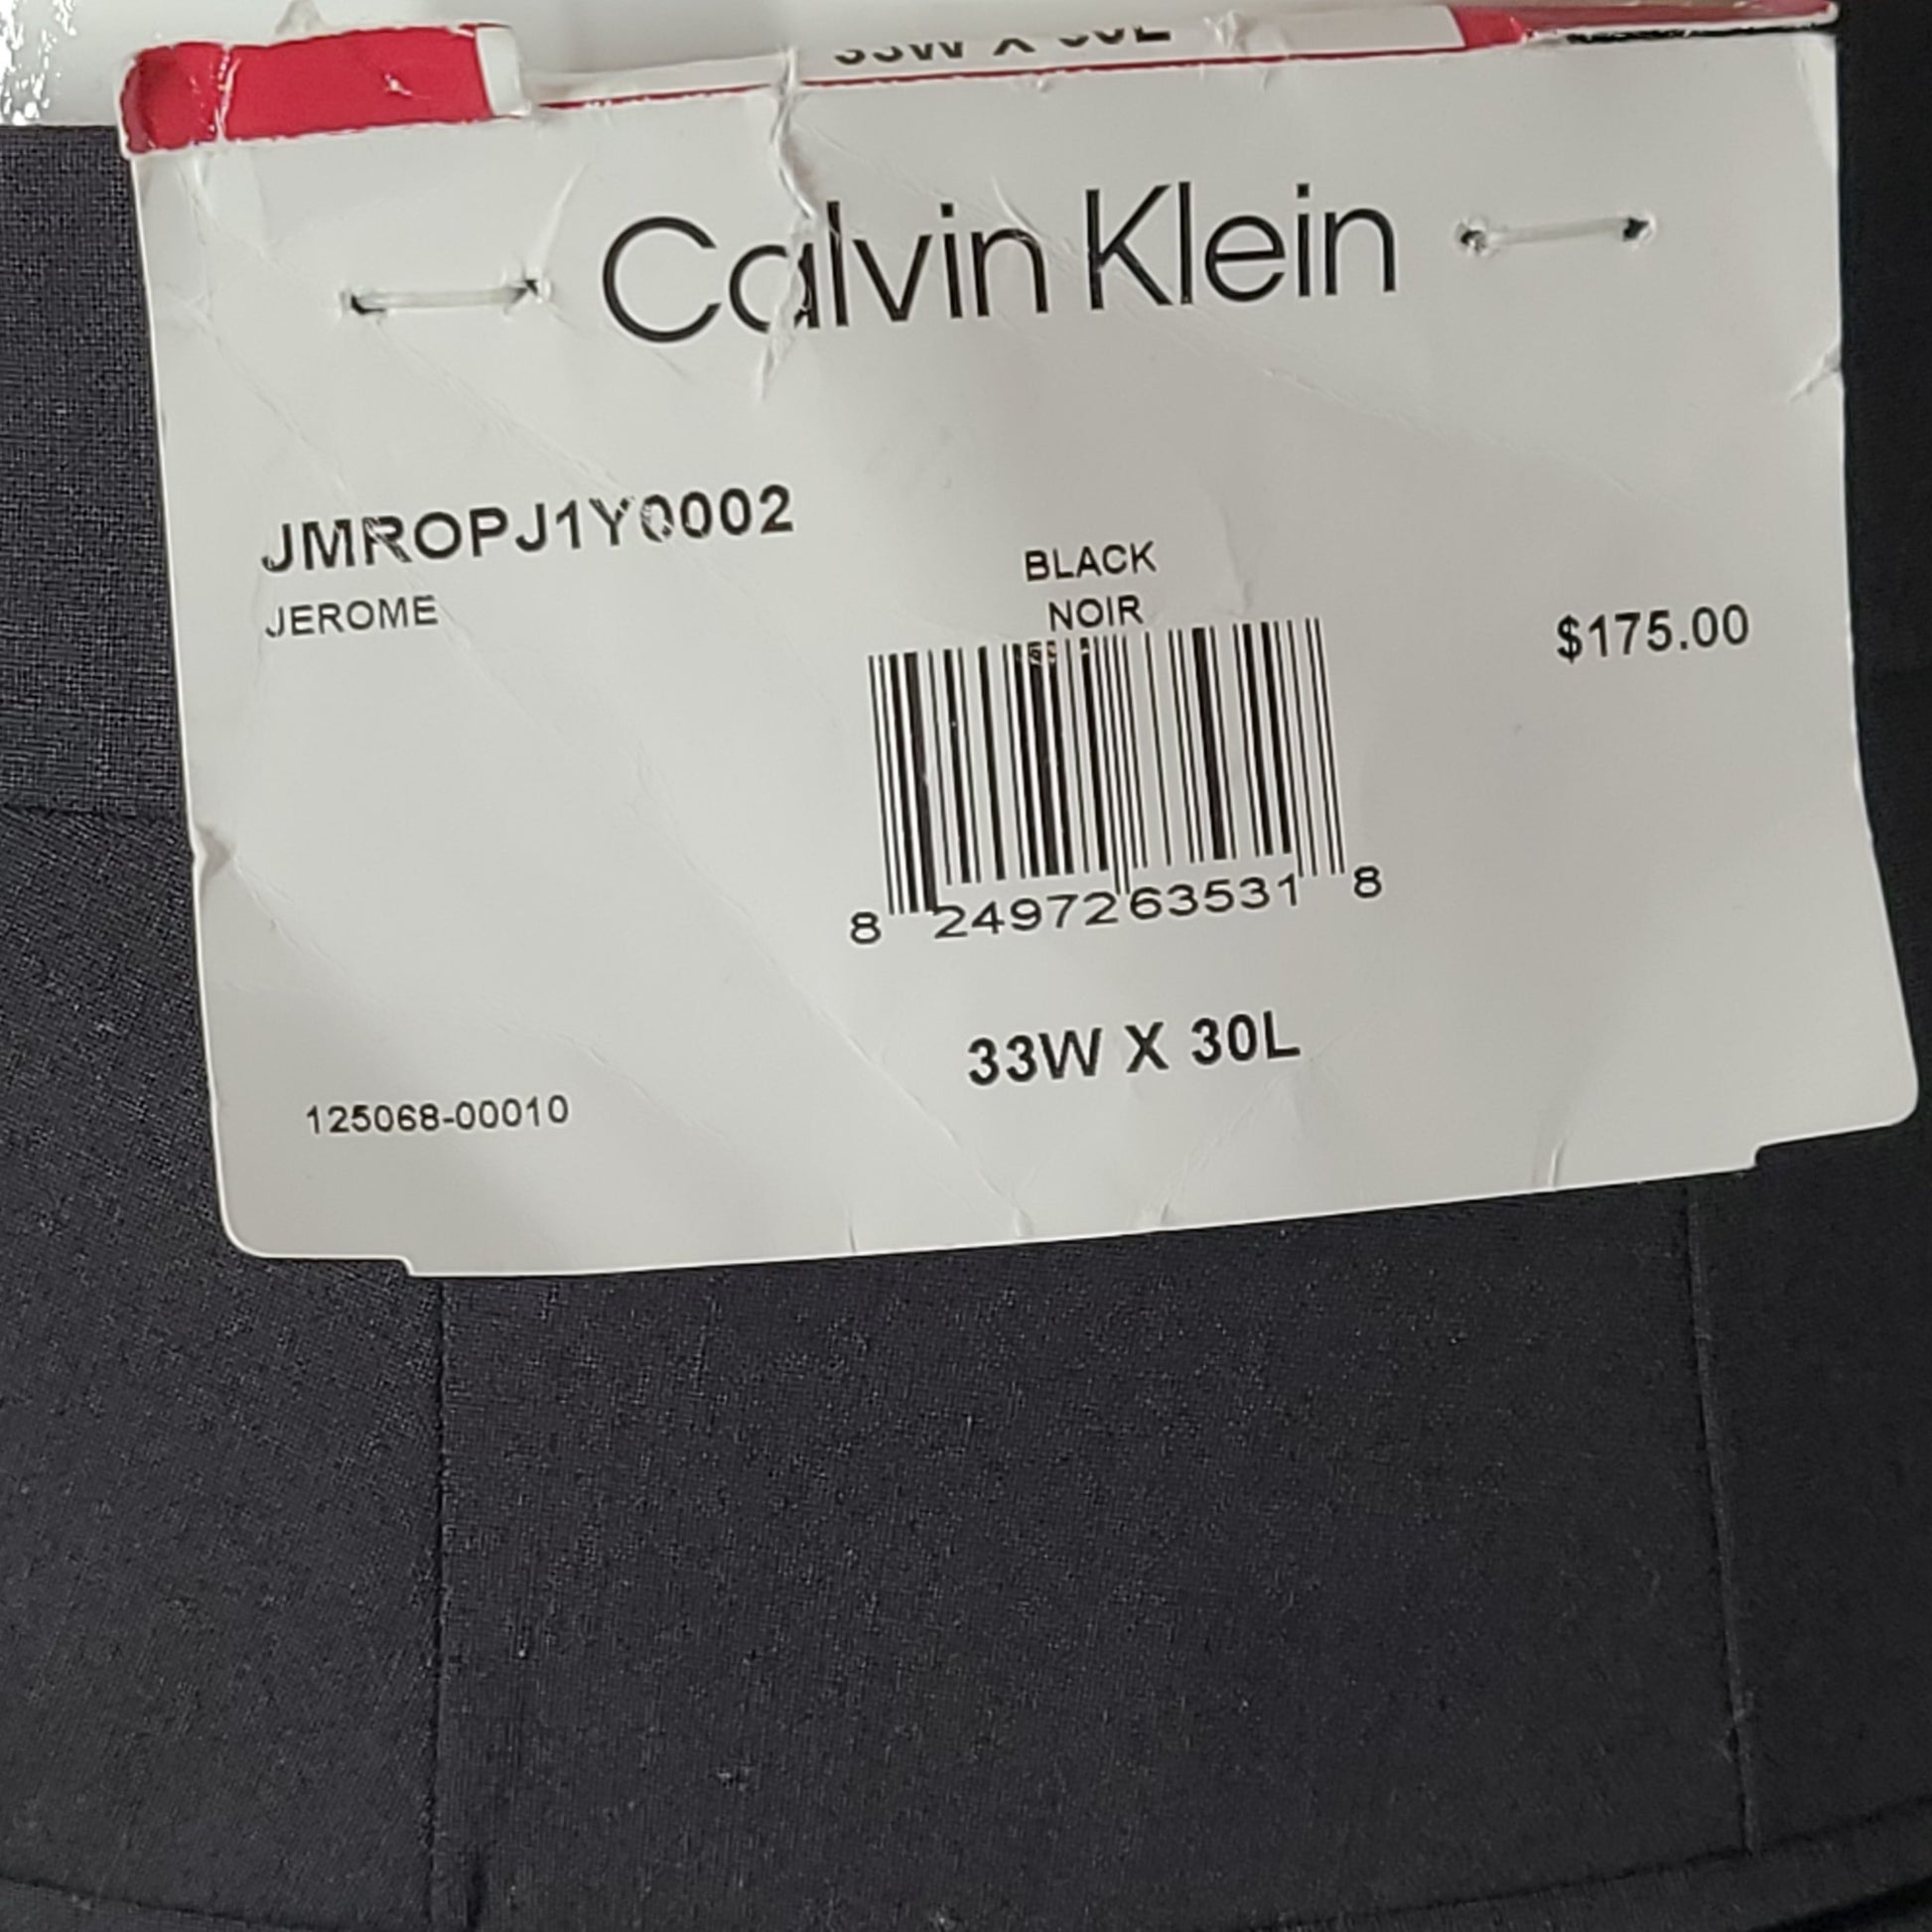 33W X 30L
Calvin Klein
JMROPJ1Y0002
JEROME
BLACK
NOIR
$175.00
8 24972 63531 8
33W X 30L
125068-00010